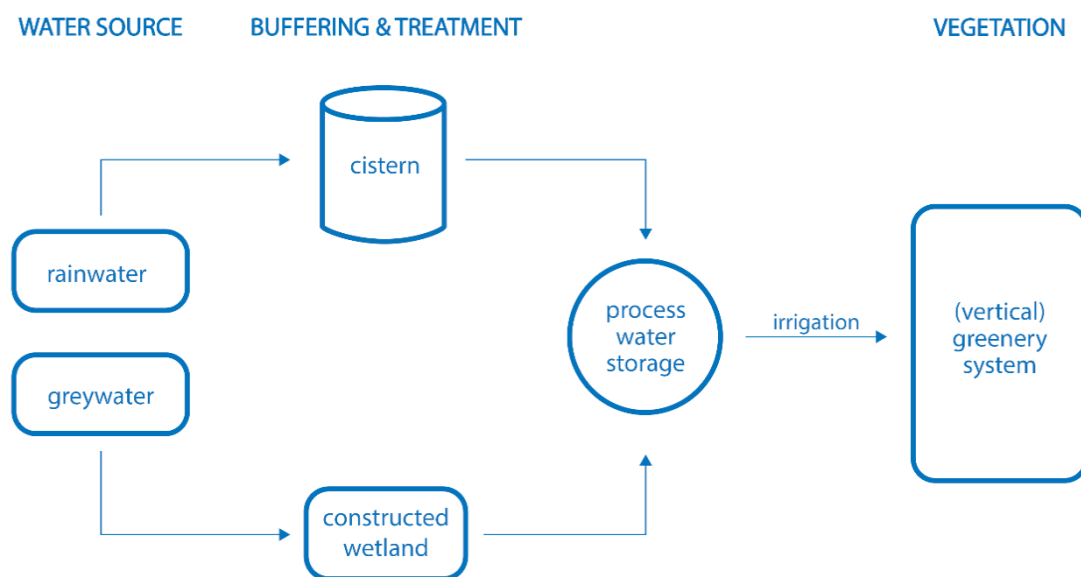 WATER SOURCE
BUFFERING & TREATMENT
VEGETATION
cistern
rainwater
greywater
constructed
wetland
process
water
storage
irrigation
(vertical)
greenery
system